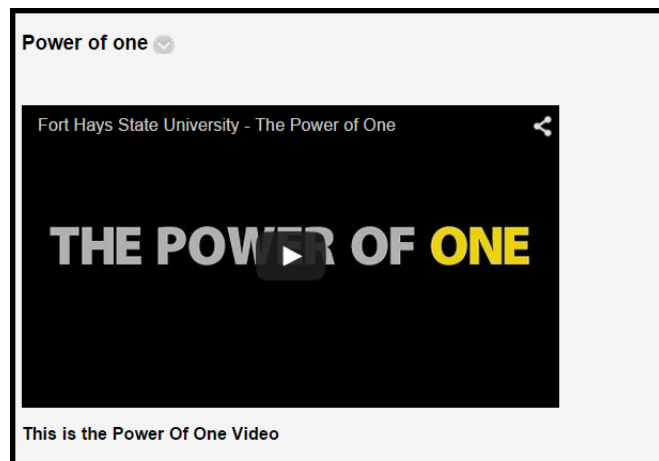 Power of one
Fort Hays State University - The Power of One
THE POWER OF ONE
This is the Power Of One Video